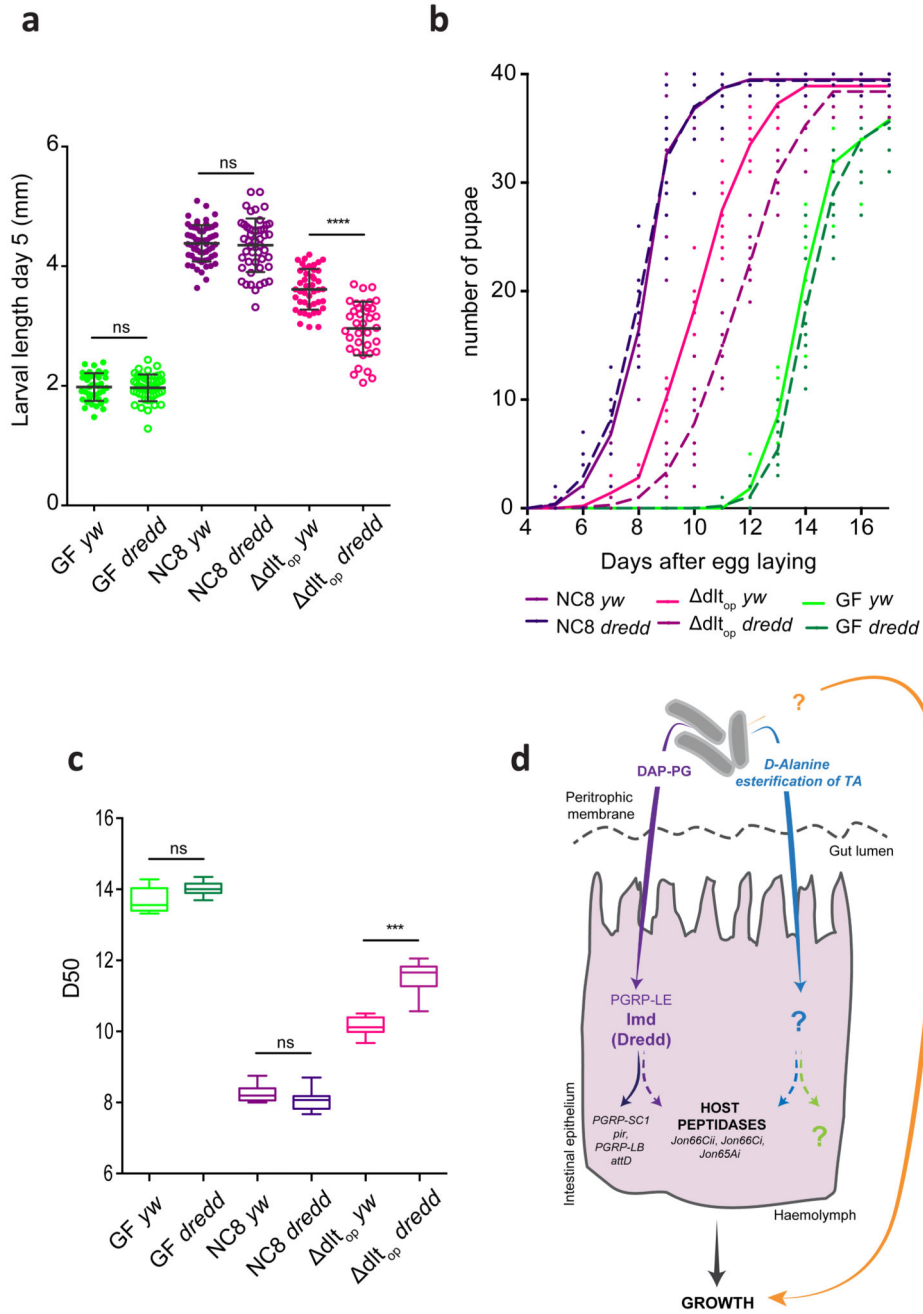 a
Larval length day 5 (mm)
6
4
2
0
ns
ns
****
GF yw
GF dredd
NC8 yw
NC8 dredd
Δdlt_op yw
Δdlt_op dredd
b
number of pupae
40
30
20
10
0
4 6 8 10 12 14 16
Days after egg laying
NC8 yw Δdlt_op yw GF yw
NC8 dredd Δdlt_op dredd GF dredd
c
D50
16
14
12
10
8
6
ns
ns
***
GF yw
GF dredd
NC8 yw
NC8 dredd
Δdlt_op yw
Δdlt_op dredd
d
?
DAP-PG
D-Alanine
esterification of TA
Peritrophic
membrane
Gut lumen
PGRP-LE
Imd
(Dredd)
?
PGRP-SC1
pir,
PGRP-LB
attD
HOST
PEPTIDASES
Jon66Cii, Jon66Ci,
Jon65Ai
?
Intestinal epithelium
Haemolymph
GROWTH